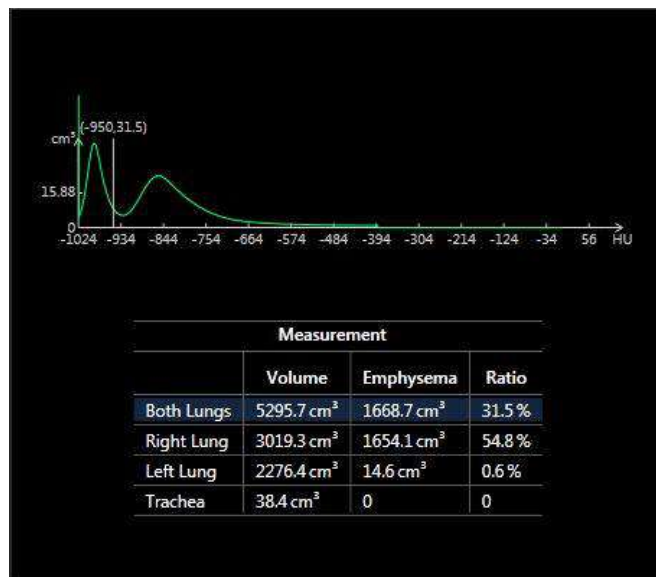 (-950,31.5)
cm³
15.88
0
-1024 -934 -844 -754 -664 -574 -484 -394 -304 -214 -124 -34 56 HU
Measurement
Volume Emphysema Ratio
Both Lungs 5295.7 cm³ 1668.7 cm³ 31.5 %
Right Lung 3019.3 cm³ 1654.1 cm³ 54.8 %
Left Lung 2276.4 cm³ 14.6 cm³ 0.6 %
Trachea 38.4 cm³ 0 0